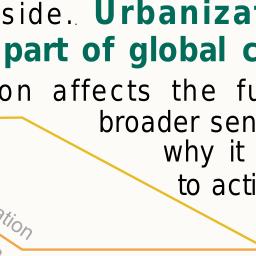 side. Urbanizat
part of global c
on affects the fu
broader sen
why it
to acti
ation